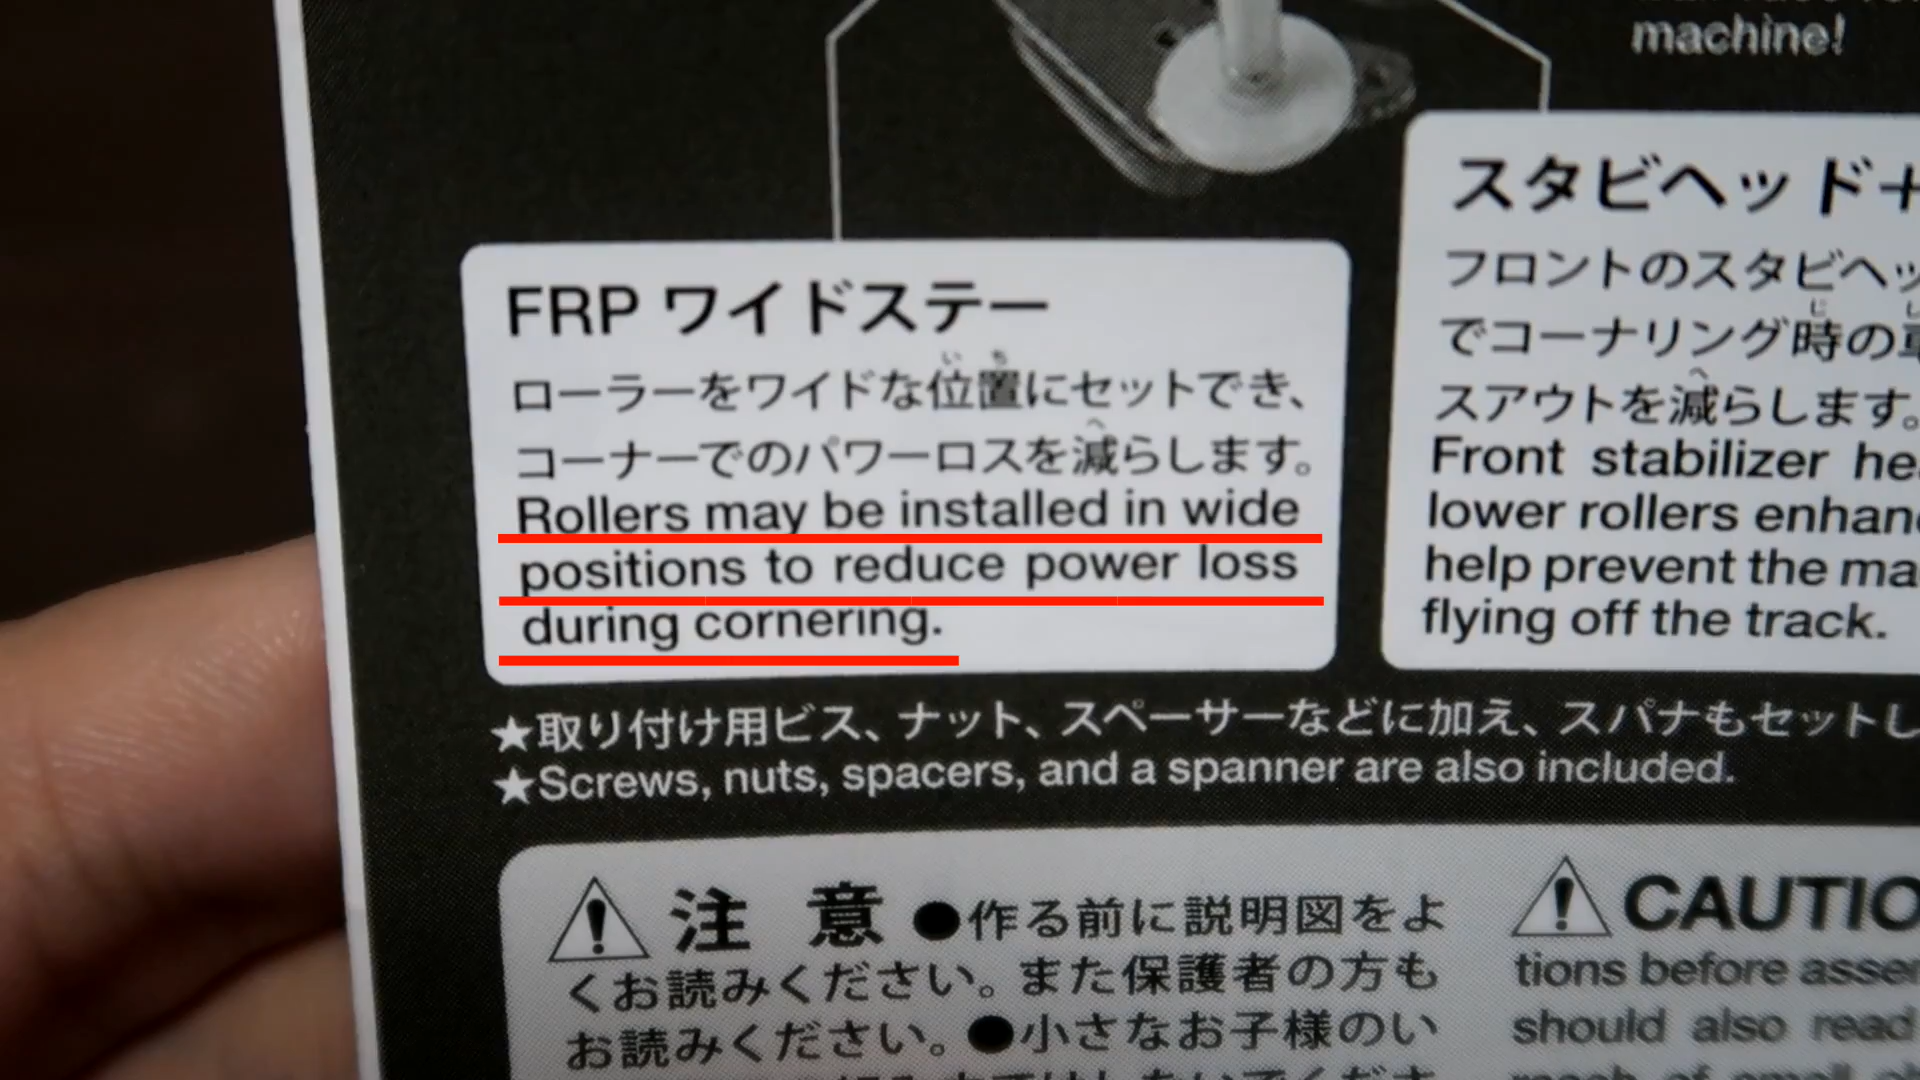 machine!
FRP ワイドステー
ローラーをワイドな位置にセットでき、
コーナーでのパワーロスを減らします。
Rollers may be installed in wide
positions to reduce power loss
during cornering.
スタビヘッド+
フロントのスタビヘッ
でコーナリング時の
スアウトを減らします。
Front stabilizer
lower rollers
help prevent the
flying off the track.
★取り付け用ビス、ナット、スペーサーなどに加え、スパナもセットし
★Screws, nuts, spacers, and a spanner are also included.
注意 ●作る前に説明図をよ
くお読みください。また保護者の方も
お読みください。●小さなお子様のい
CAUTIO
tions before
should also read